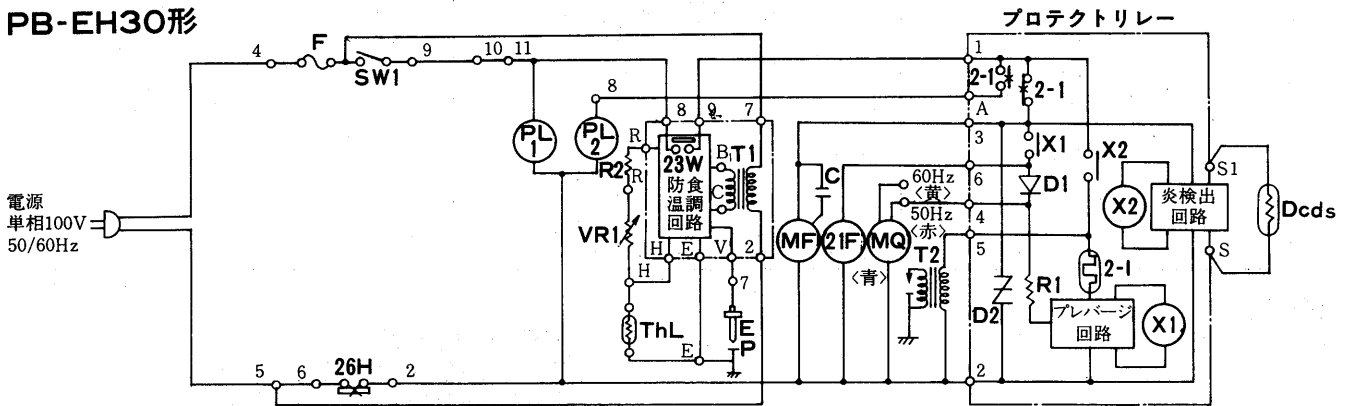 PB-EH30形
プロテクトリレー
4
F
SW1
9
10
11
8
PL
1
PL
2
8
9
7
R
R2
R
VR1
H
H
ThL
23W
防食
温調
回路
B
C
T1
E
V
2
7
E
P
E
電源
単相100V
50/60Hz
5
6
26H
2
C
MF
21F
MQ
60Hz
〈黄〉
50Hz
〈赤〉
〈青〉
T2
1
2-1
2-1
A
3
X1
X2
6
D1
4
5
2-1
R1
D2
プレパージ
回路
X1
2
X2
炎検出
回路
S1
S
Dcds